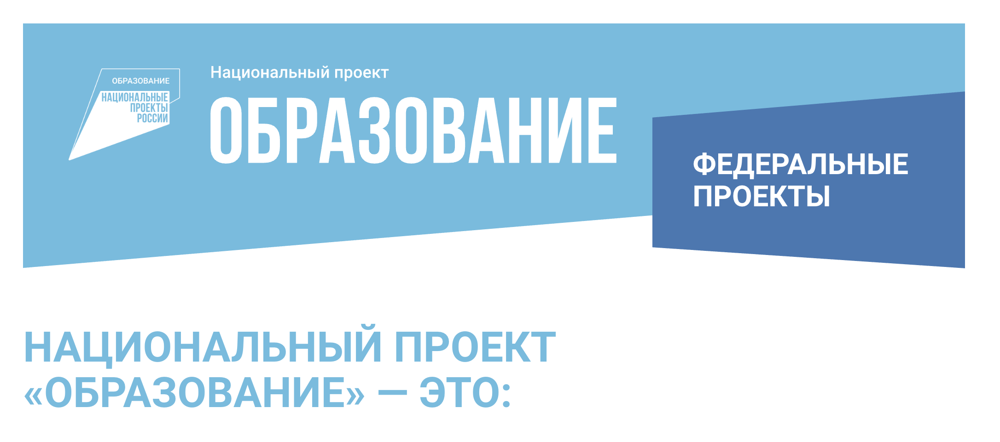 ОБРАЗОВАНИЕ
НАЦИОНАЛЬНЫЕ
ПРОЕКТЫ
РОССИИ
Национальный проект
ОБРАЗОВАНИЕ
ФЕДЕРАЛЬНЫЕ
ПРОЕКТЫ
НАЦИОНАЛЬНЫЙ ПРОЕКТ
«ОБРАЗОВАНИЕ» — ЭТО: